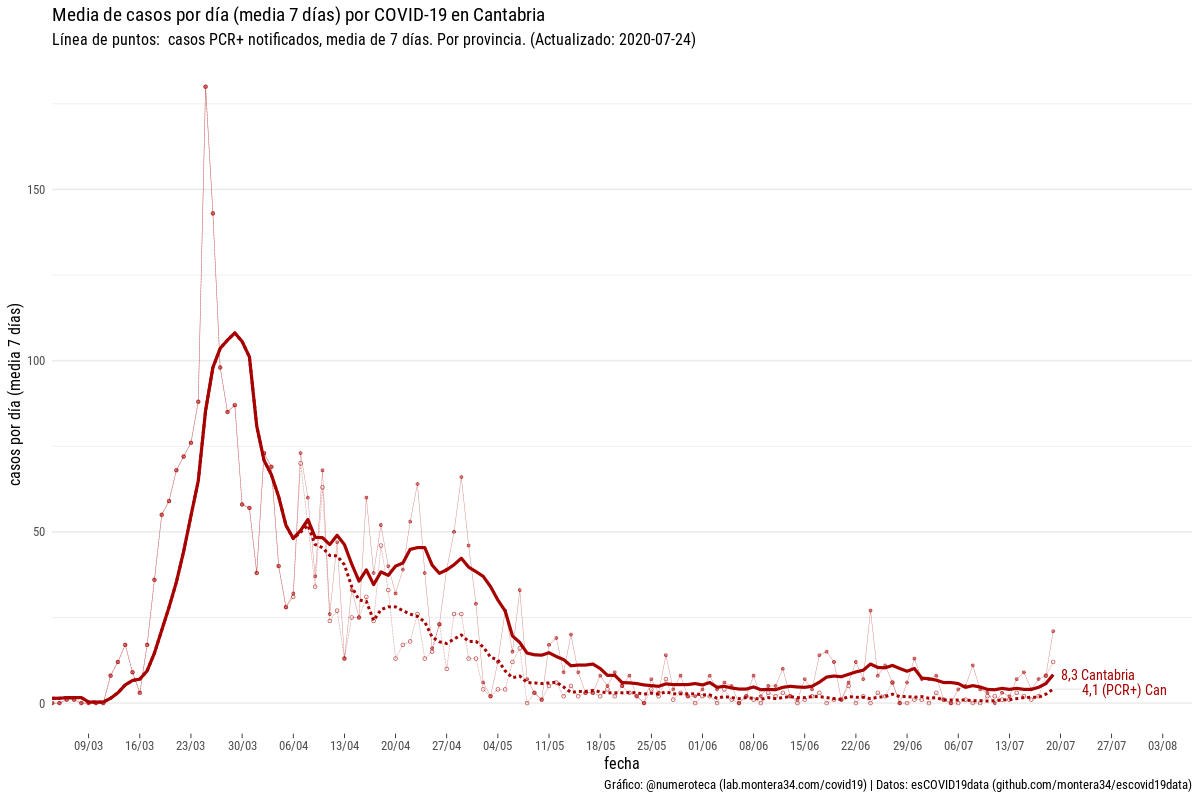 Media de casos por día (media 7 días) por COVID-19 en Cantabria
Línea de puntos:  casos PCR+ notificados, media de 7 días. Por provincia. (Actualizado: 2020-07-24)
casos por día (media 7 días)
150
100
50
0
8,3 Cantabria
4,1 (PCR+) Can
09/03 16/03 23/03 30/03 06/04 13/04 20/04 27/04 04/05 11/05 18/05 25/05 01/06 08/06 15/06 22/06 29/06 06/07 13/07 20/07 27/07 03/08
fecha
Gráfico: @numeroteca (lab.montera34.com/covid19) | Datos: esCOVID19data (github.com/montera34/escovid19data)